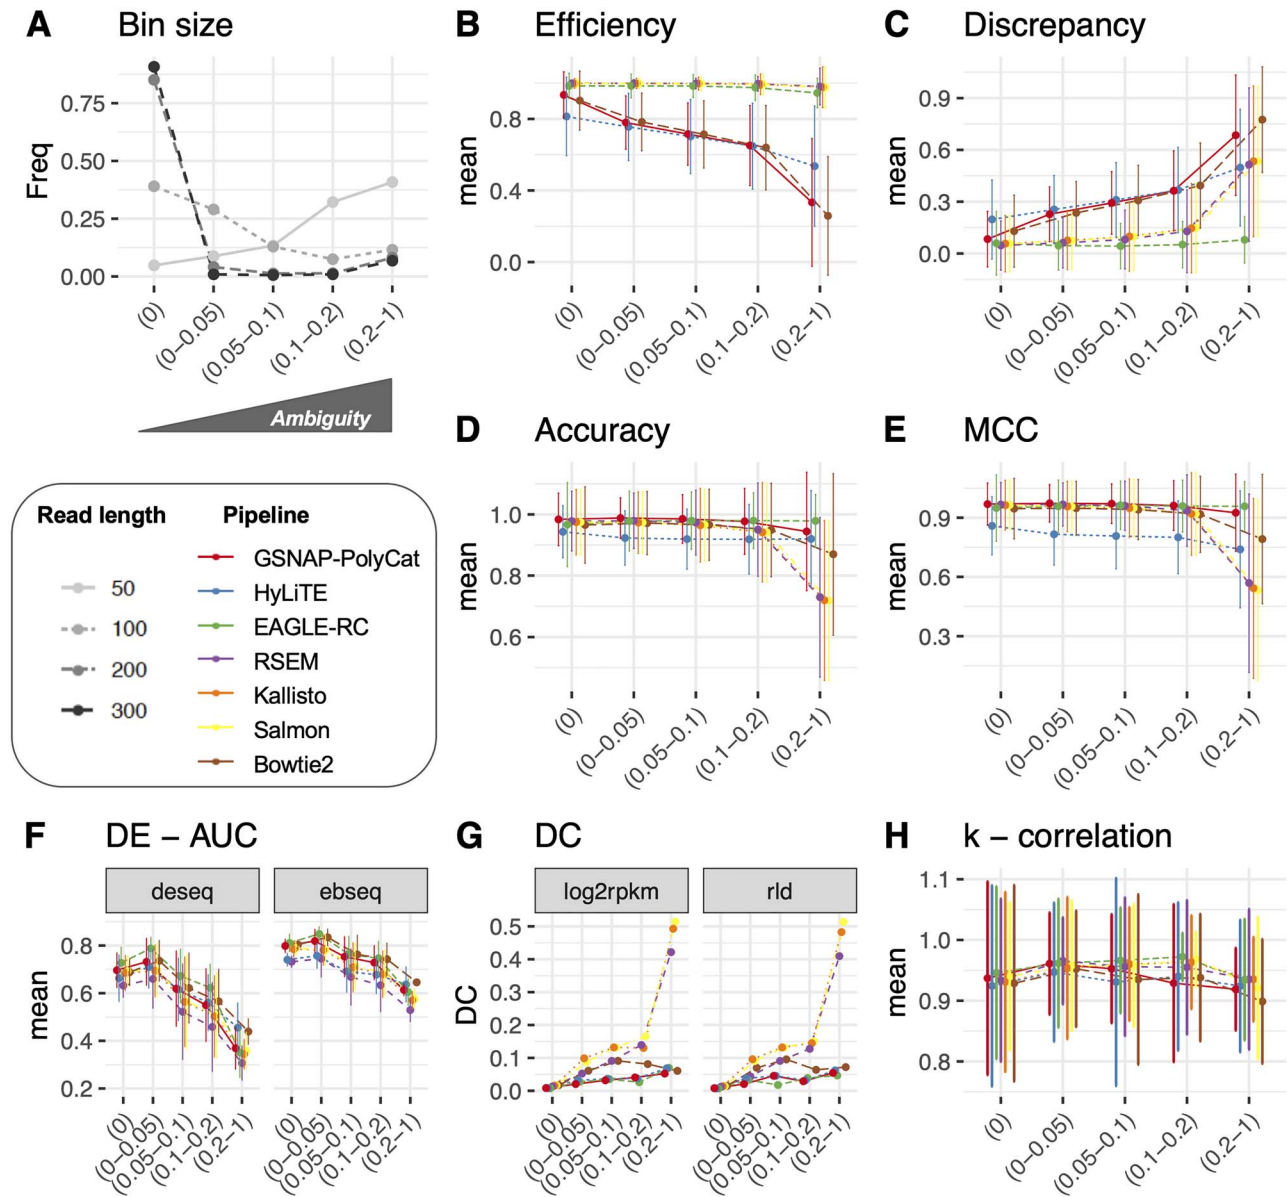 A Bin size
Freq
0.75
0.50
0.25
0.00
(0)
(0−0.05)
(0.05−0.1)
(0.1−0.2)
(0.2−1)
Ambiguity
B Efficiency
mean
0.8
0.4
0.0
(0)
(0−0.05)
(0.05−0.1)
(0.1−0.2)
(0.2−1)
C Discrepancy
mean
0.9
0.6
0.3
0.0
(0)
(0−0.05)
(0.05−0.1)
(0.1−0.2)
(0.2−1)
Read length
50
100
200
300
Pipeline
GSNAP-PolyCat
HyLiTE
EAGLE-RC
RSEM
Kallisto
Salmon
Bowtie2
D Accuracy
mean
1.0
0.8
0.6
(0)
(0−0.05)
(0.05−0.1)
(0.1−0.2)
(0.2−1)
E MCC
mean
0.9
0.6
0.3
(0)
(0−0.05)
(0.05−0.1)
(0.1−0.2)
(0.2−1)
F DE − AUC
deseq
ebseq
mean
0.8
0.6
0.4
0.2
(0)
(0−0.05)
(0.05−0.1)
(0.1−0.2)
(0.2−1)
(0)
(0−0.05)
(0.05−0.1)
(0.1−0.2)
(0.2−1)
G DC
log2rpkm
rld
DC
0.5
0.4
0.3
0.2
0.1
0.0
(0)
(0−0.05)
(0.05−0.1)
(0.1−0.2)
(0.2−1)
(0)
(0−0.05)
(0.05−0.1)
(0.1−0.2)
(0.2−1)
H k − correlation
mean
1.1
1.0
0.9
0.8
(0)
(0−0.05)
(0.05−0.1)
(0.1−0.2)
(0.2−1)